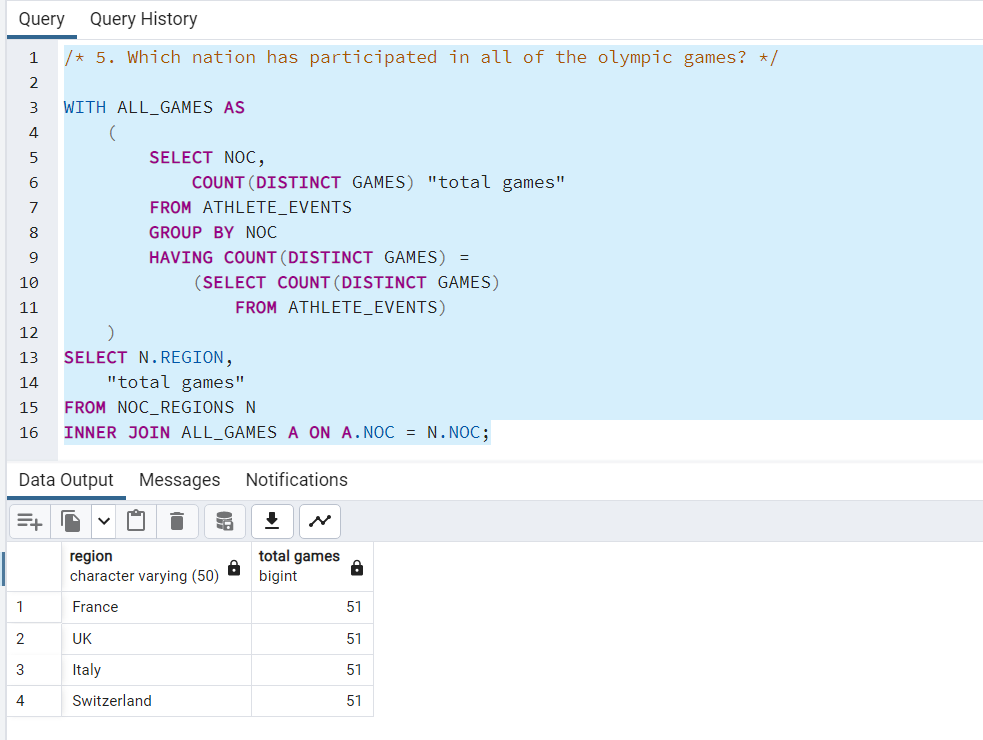 Query Query History
1 /* 5. Which nation has participated in all of the olympic games? */
2
3 WITH ALL_GAMES AS
4 (
5 SELECT NOC,
6 COUNT(DISTINCT GAMES) "total games"
7 FROM ATHLETE_EVENTS
8 GROUP BY NOC
9 HAVING COUNT(DISTINCT GAMES) =
10 (SELECT COUNT(DISTINCT GAMES)
11 FROM ATHLETE_EVENTS)
12 )
13 SELECT N.REGION,
14 "total games"
15 FROM NOC_REGIONS N
16 INNER JOIN ALL_GAMES A ON A.NOC = N.NOC;
Data Output Messages Notifications
region total games
character varying (50) bigint
1 France 51
2 UK 51
3 Italy 51
4 Switzerland 51